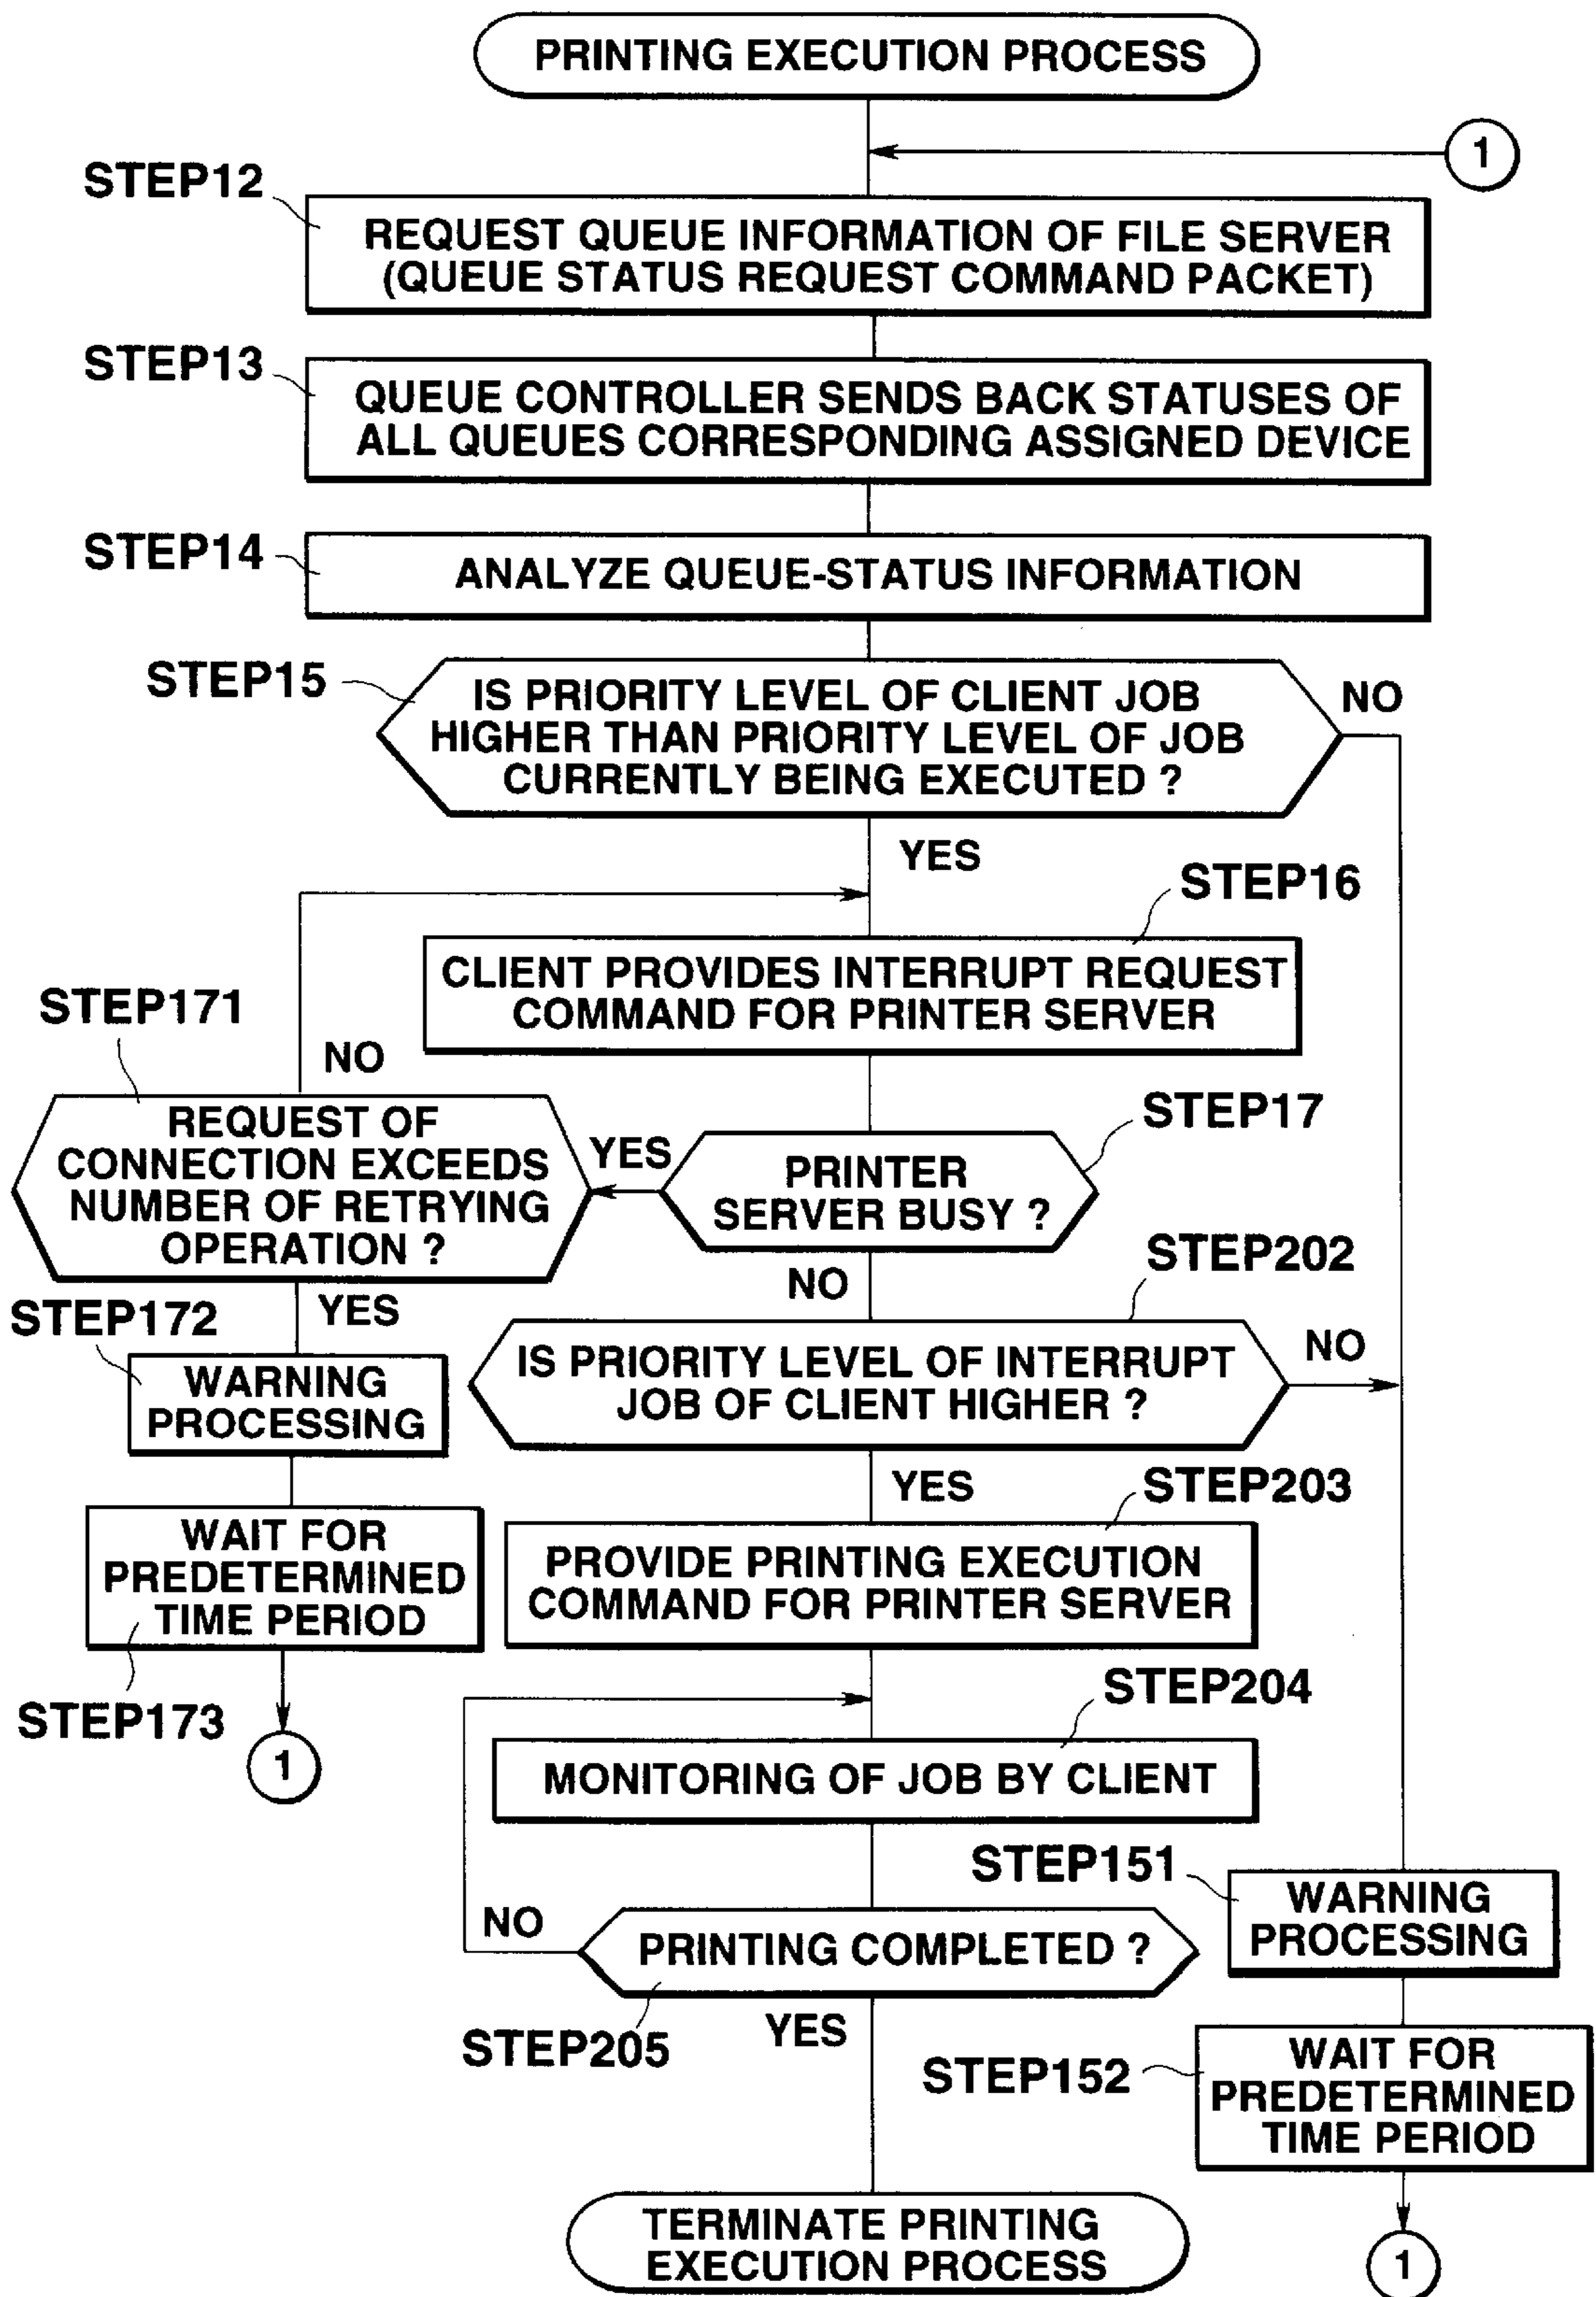 PRINTING EXECUTION PROCESS
1
STEP12
REQUEST QUEUE INFORMATION OF FILE SERVER
(QUEUE STATUS REQUEST COMMAND PACKET)
STEP13
QUEUE CONTROLLER SENDS BACK STATUSES OF
ALL QUEUES CORRESPONDING ASSIGNED DEVICE
STEP14
ANALYZE QUEUE-STATUS INFORMATION
STEP15
IS PRIORITY LEVEL OF CLIENT JOB
HIGHER THAN PRIORITY LEVEL OF JOB
CURRENTLY BEING EXECUTED ?
NO
YES
STEP16
CLIENT PROVIDES INTERRUPT REQUEST
COMMAND FOR PRINTER SERVER
STEP171
NO
REQUEST OF
CONNECTION EXCEEDS
NUMBER OF RETRYING
OPERATION ?
YES
STEP17
PRINTER
SERVER BUSY ?
NO
STEP172
YES
WARNING
PROCESSING
STEP202
IS PRIORITY LEVEL OF INTERRUPT
JOB OF CLIENT HIGHER ?
NO
YES
WAIT FOR
PREDETERMINED
TIME PERIOD
STEP173
1
STEP203
PROVIDE PRINTING EXECUTION
COMMAND FOR PRINTER SERVER
STEP204
MONITORING OF JOB BY CLIENT
NO
PRINTING COMPLETED ?
STEP205
YES
STEP151
WARNING
PROCESSING
STEP152
WAIT FOR
PREDETERMINED
TIME PERIOD
TERMINATE PRINTING
EXECUTION PROCESS
1